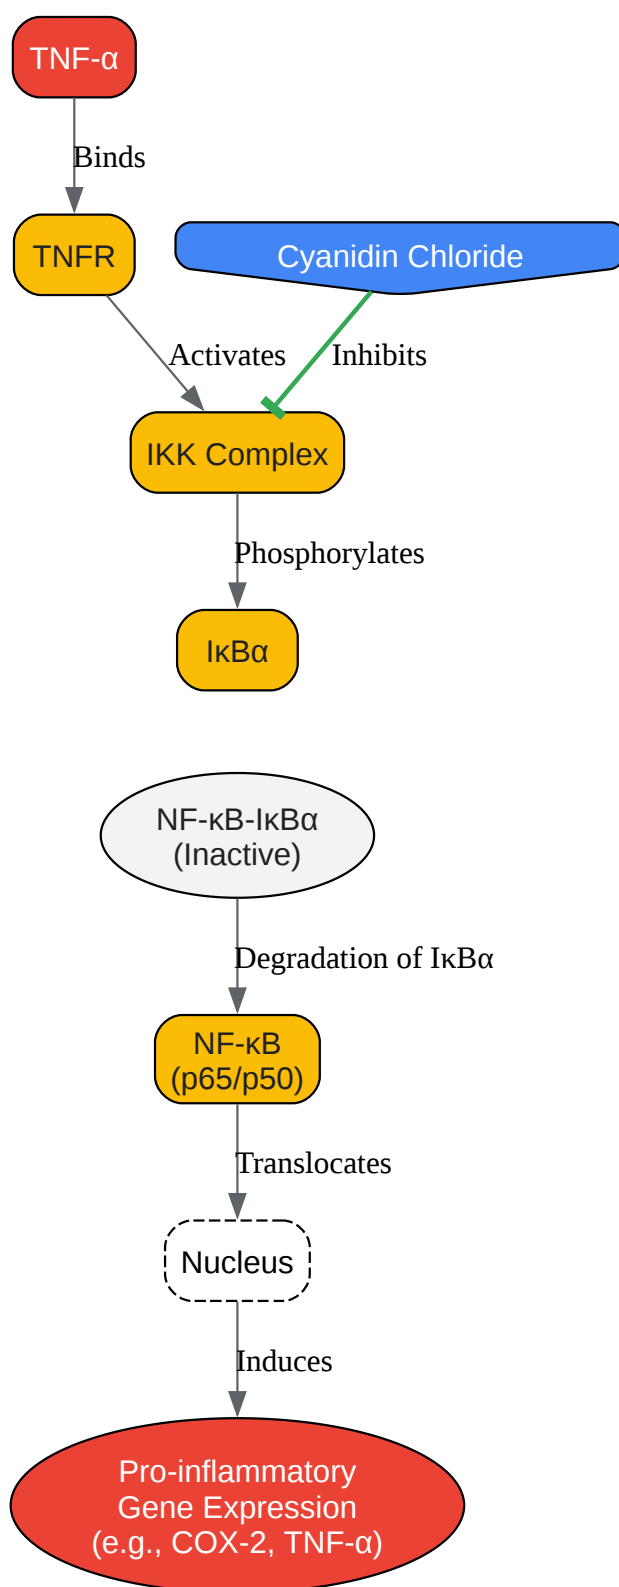 TNF-α
Binds
TNFR
Cyanidin Chloride
Activates
Inhibits
IKK Complex
Phosphorylates
IκBα
NF-κB-IκBα
(Inactive)
Degradation of IκBα
NF-κB
(p65/p50)
Translocates
Nucleus
Induces
Pro-inflammatory
Gene Expression
(e.g., COX-2, TNF-α)